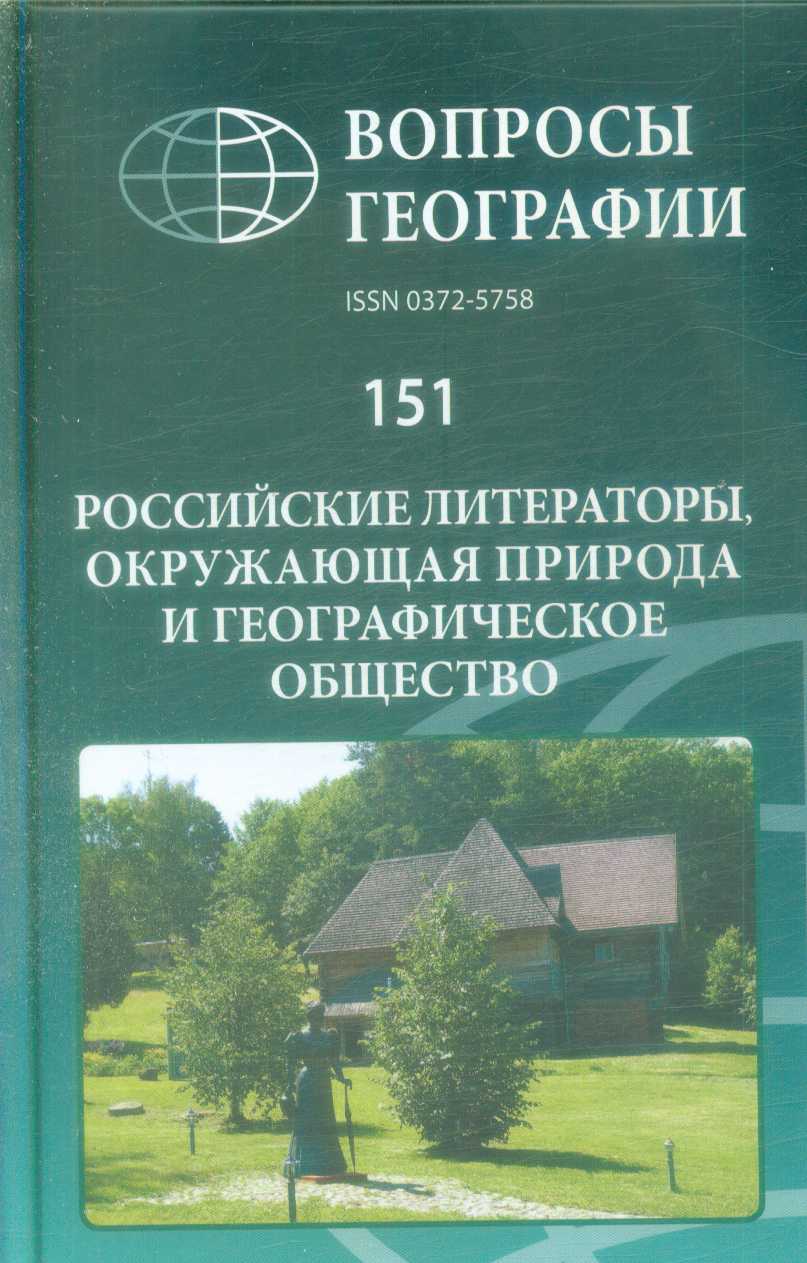 ВОПРОСЫ
ГЕОГРАФИИ
ISSN 0372-5758
151
РОССИЙСКИЕ ЛИТЕРАТОРЫ,
ОКРУЖАЮЩАЯ ПРИРОДА
И ГЕОГРАФИЧЕСКОЕ
ОБЩЕСТВО